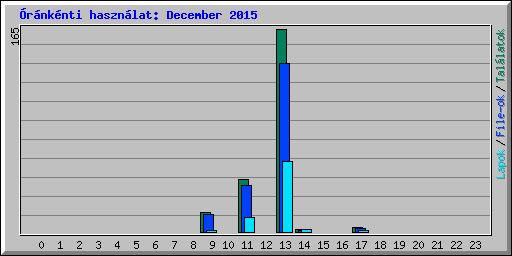 Óránkénti használat: December 2015
165
0 1 2 3 4 5 6 7 8 9 10 11 12 13 14 15 16 17 18 19 20 21 22 23
Lapok / File-ok / Találatok